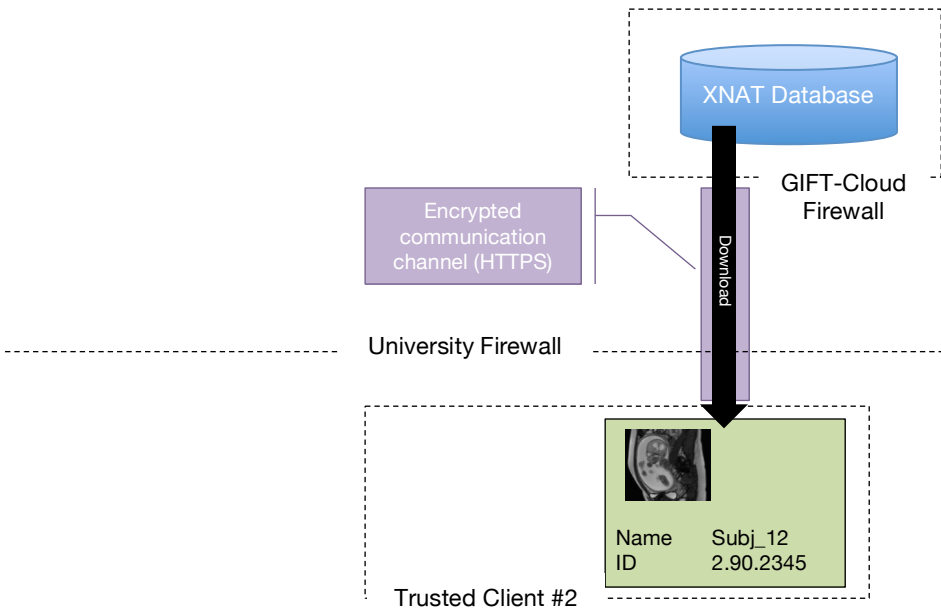 XNAT Database
GIFT-Cloud
Firewall
Encrypted
communication
channel (HTTPS)
Download
University Firewall
Name Subj_12
ID 2.90.2345
Trusted Client #2